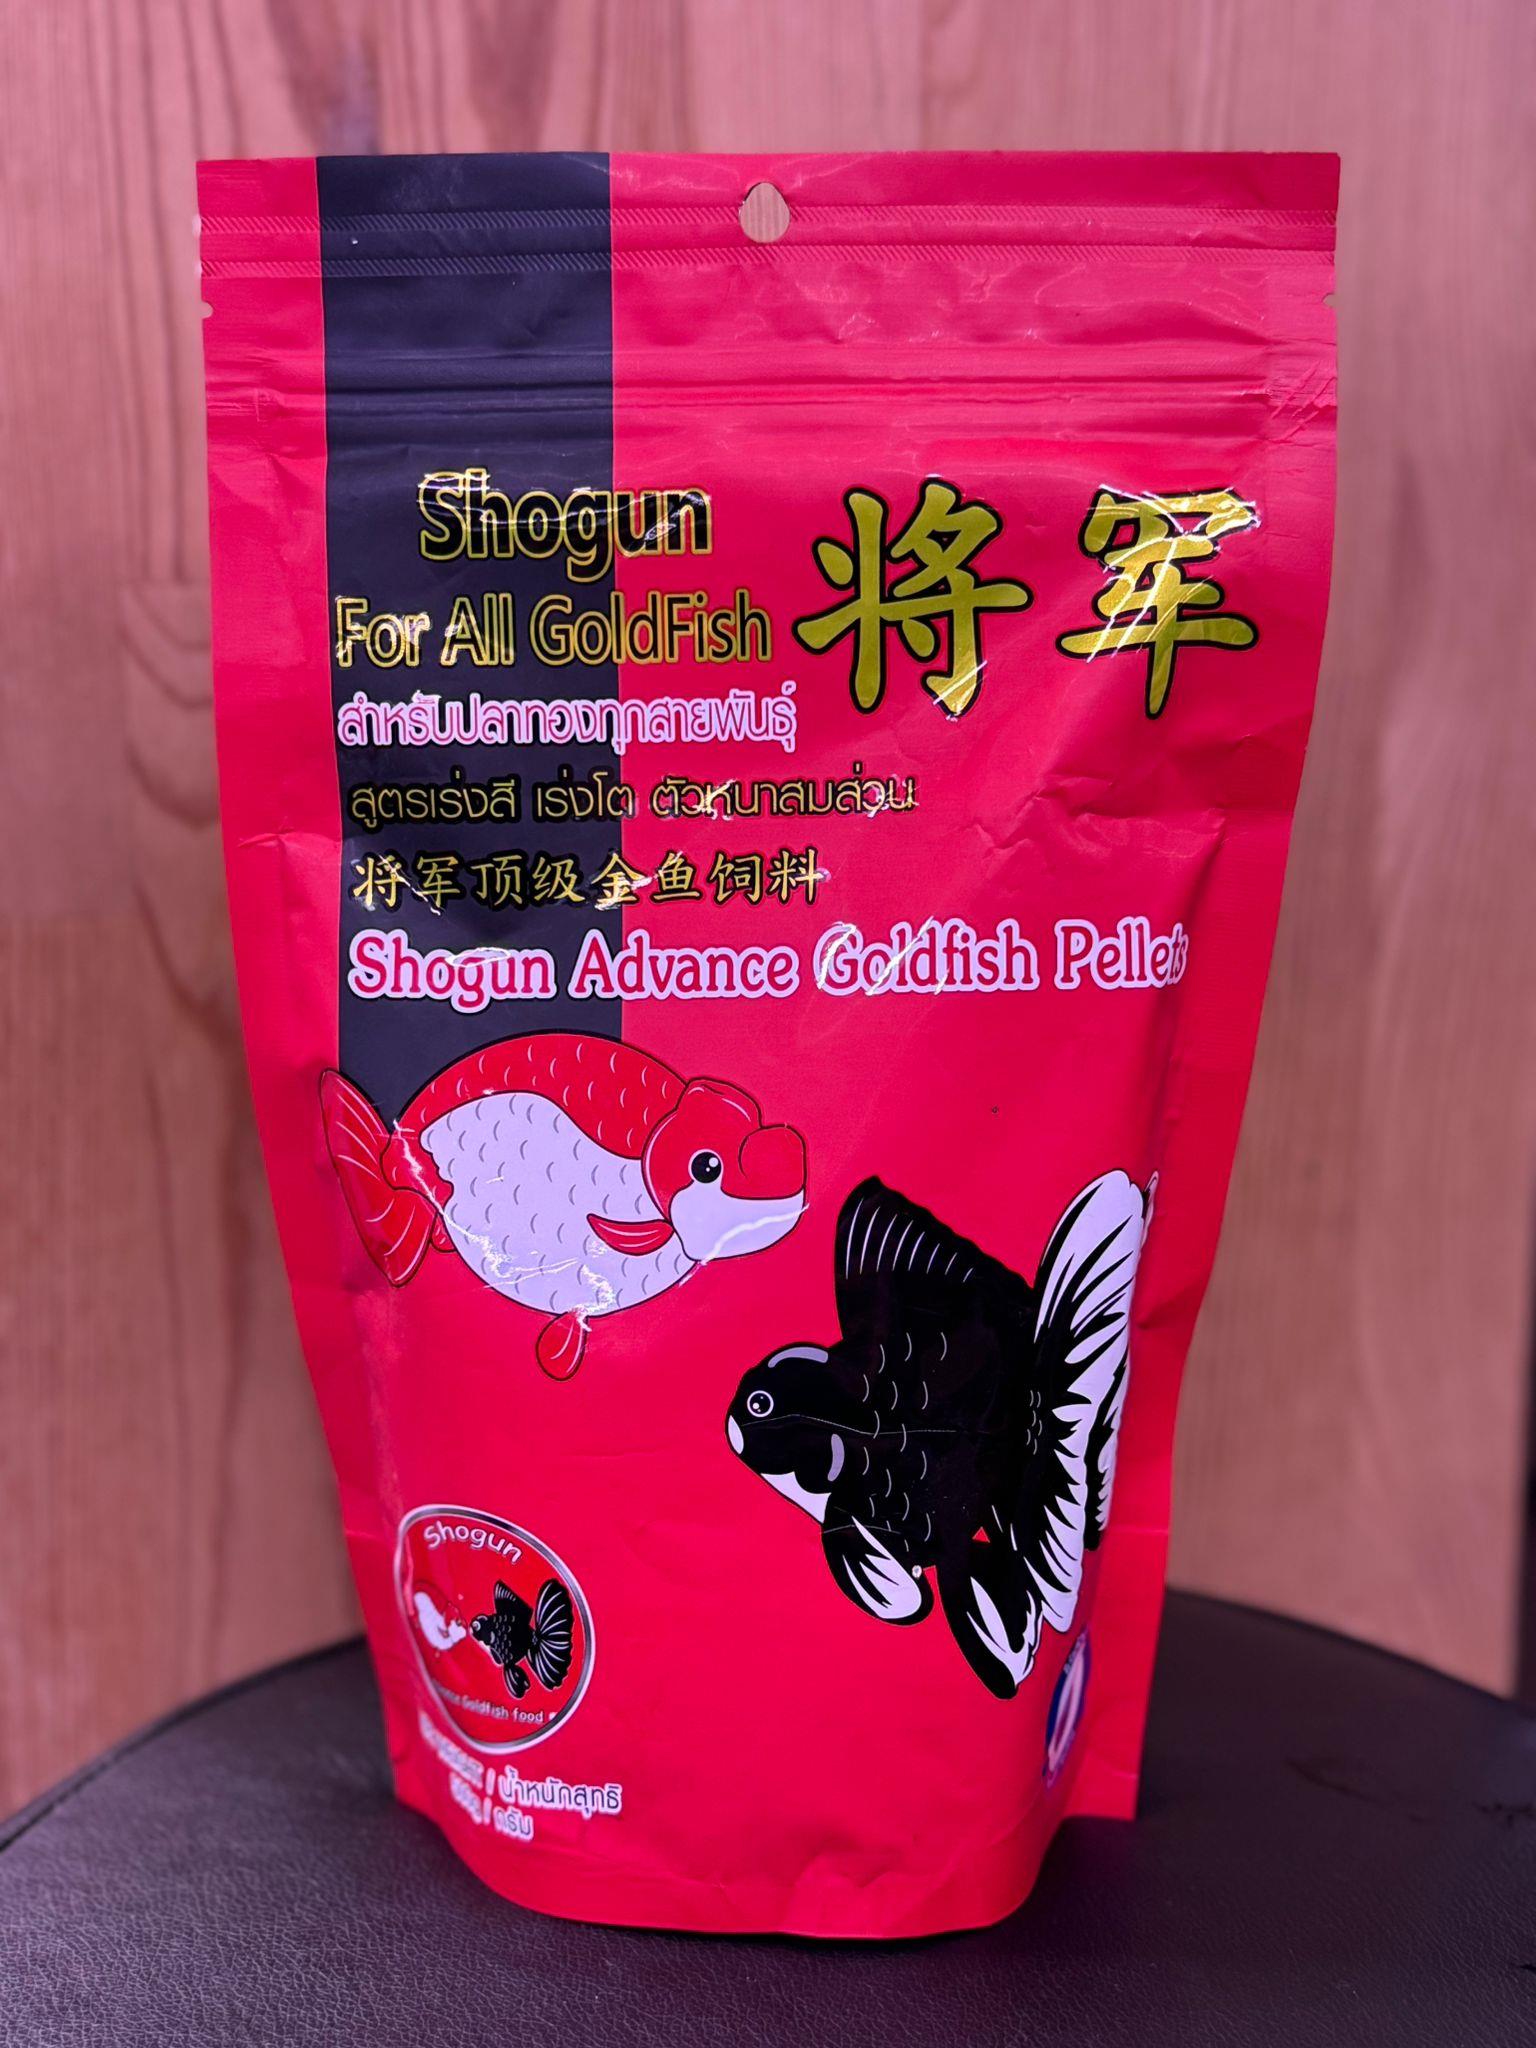 Shogun
将军
For All GoldFish
สำหรับปลาทองทุกสายพันธุ์
สูตรเร่งสี เร่งโต ตัวหนาสมส่วน
将军顶级金鱼饲料
Shogun Advance Goldfish Pellets
Shogun
Goldfish food
/ น้ำหนักสุทธิ
/ กรัม